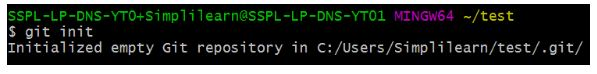 SSPL-LP-DNS-YT0+Simplilearn@SSPL-LP-DNS-YT01 MINGW64 ~/test
$ git init
Initialized empty Git repository in C:/Users/Simplilearn/test/.git/